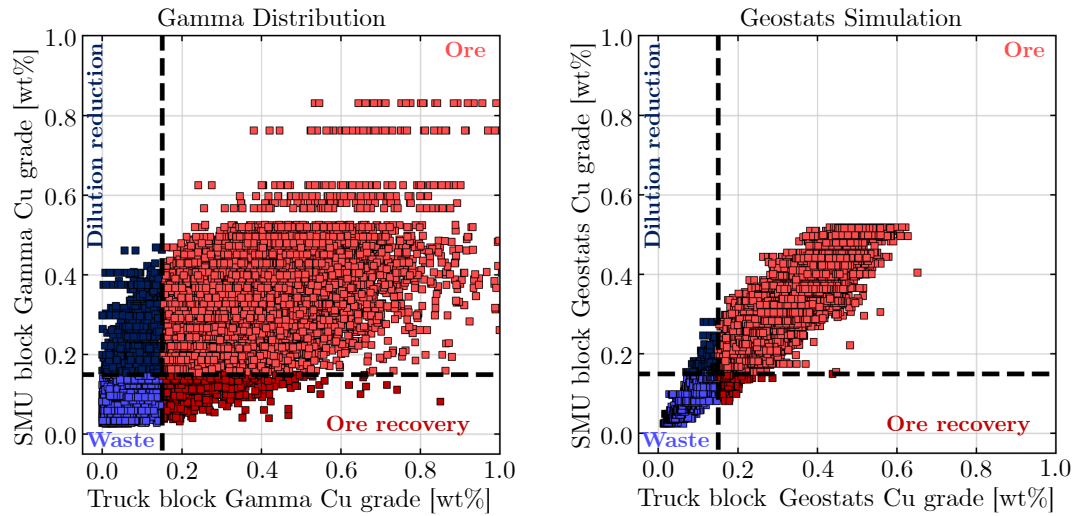 Gamma Distribution
1.0
0.8
0.6
0.4
0.2
0.0
SMU block Gamma Cu grade [wt%]
Dilution reduction
Ore
Waste
Ore recovery
0.0 0.2 0.4 0.6 0.8 1.0
Truck block Gamma Cu grade [wt%]
Geostats Simulation
1.0
0.8
0.6
0.4
0.2
0.0
SMU block Geostats Cu grade [wt%]
Dilution reduction
Ore
Waste
Ore recovery
0.0 0.2 0.4 0.6 0.8 1.0
Truck block Geostats Cu grade [wt%]